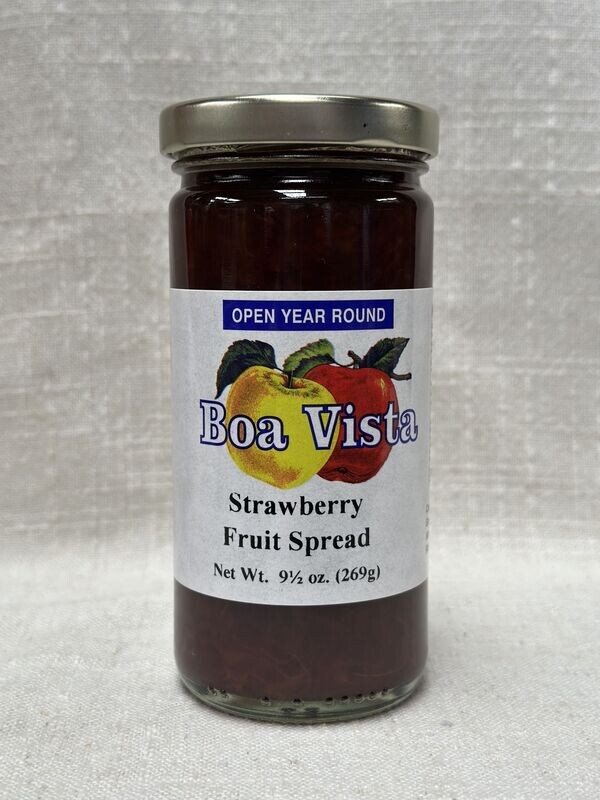 OPEN YEAR ROUND
Boa Vista
Strawberry
Fruit Spread
Net Wt. 9½ oz. (269g)